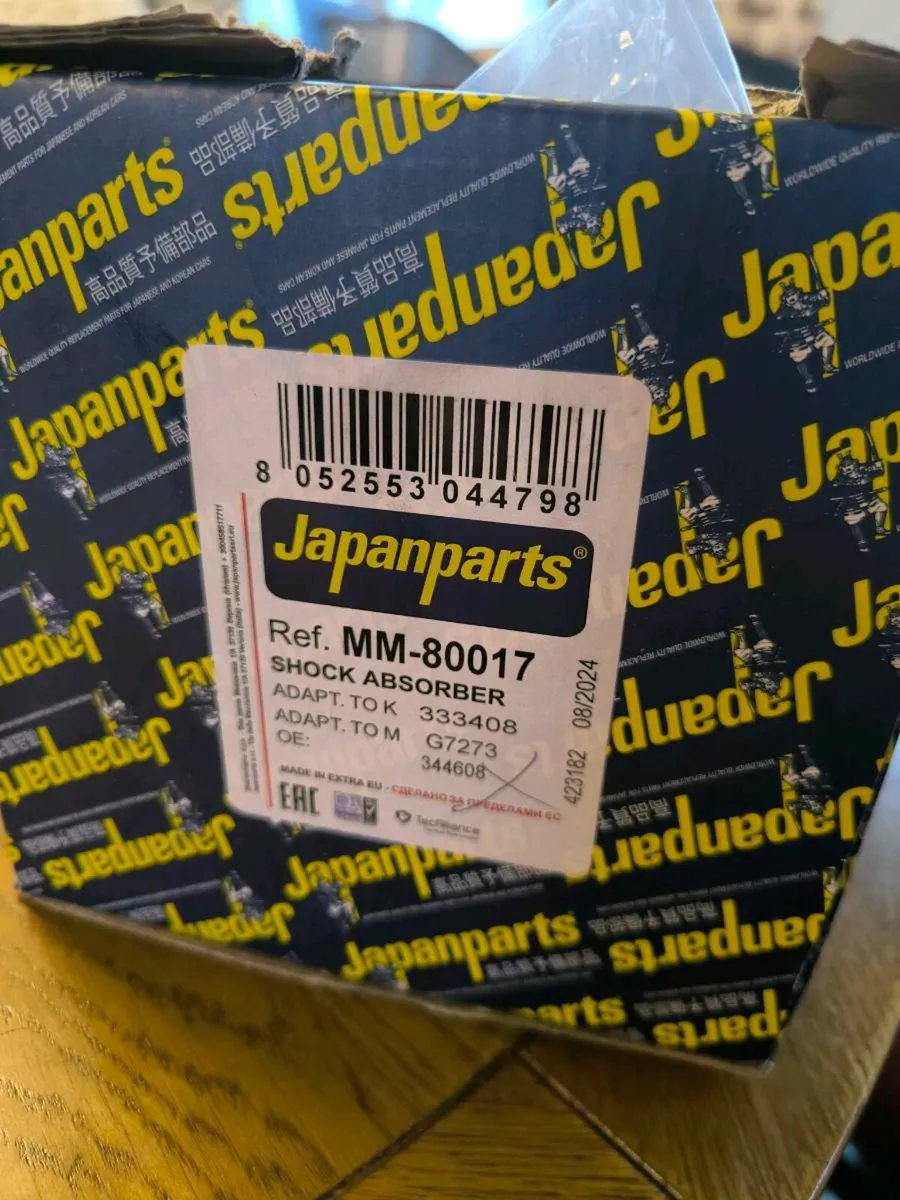 Japanparts
高品質予備部品
WORLDWIDE QUALITY REPLACEMENT PARTS FOR JAPANESE AND KOREAN CARS
8 052553 044798
Japanparts®
Ref. MM-80017
SHOCK ABSORBER
ADAPT. TO K 333408
ADAPT. TO M G7273
OE: 344608
MADE IN EXTRA EU - СДЕЛАНО ЗА ПРЕДЕЛАМИ ЕС
EAC
TecAlliance
423182 08/2024